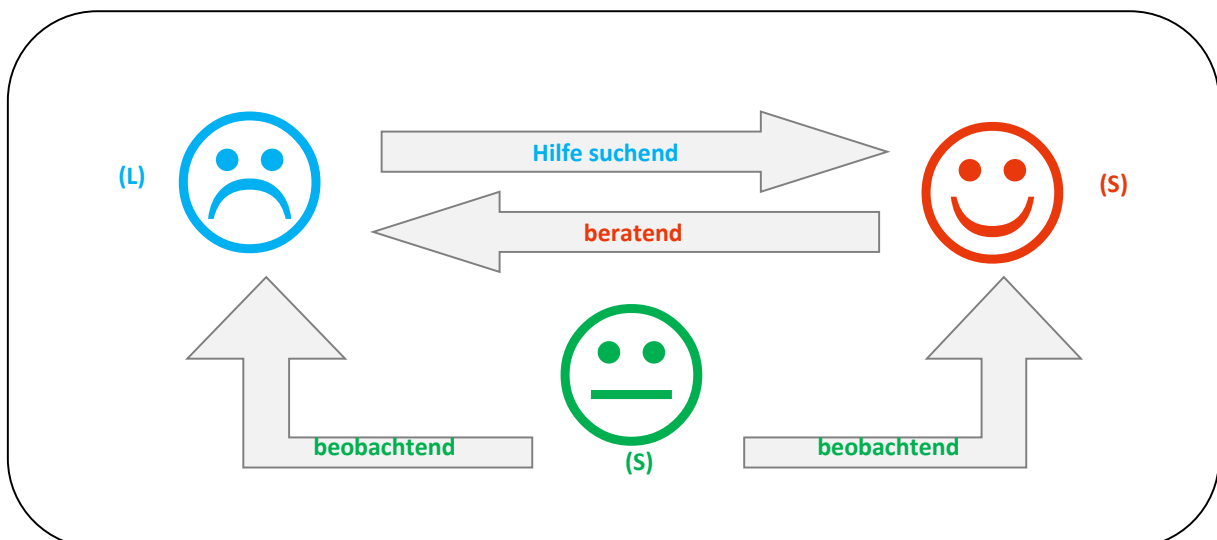 Hilfe suchend
(L)
(S)
beratend
beobachtend
beobachtend
(S)